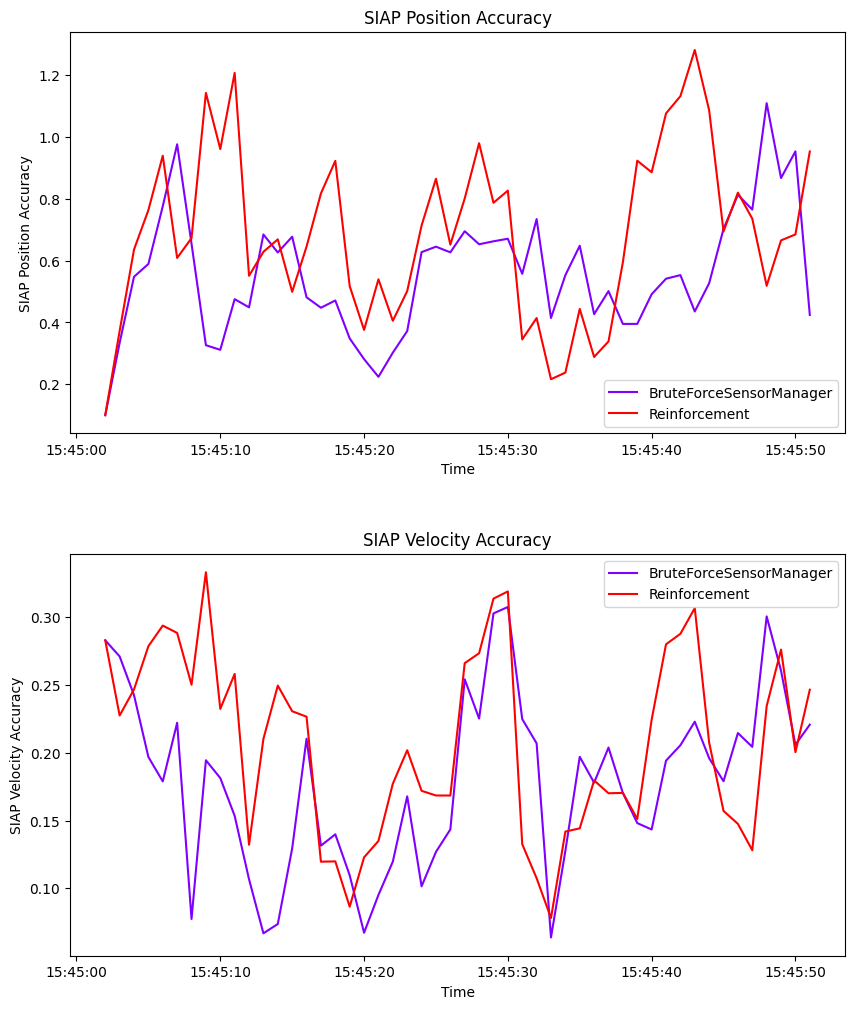 SIAP Position Accuracy
SIAP Position Accuracy
1.2
1.0
0.8
0.6
0.4
0.2
BruteForceSensorManager
Reinforcement
15:45:00 15:45:10 15:45:20 15:45:30 15:45:40 15:45:50
Time
SIAP Velocity Accuracy
SIAP Velocity Accuracy
BruteForceSensorManager
Reinforcement
0.30
0.25
0.20
0.15
0.10
15:45:00 15:45:10 15:45:20 15:45:30 15:45:40 15:45:50
Time